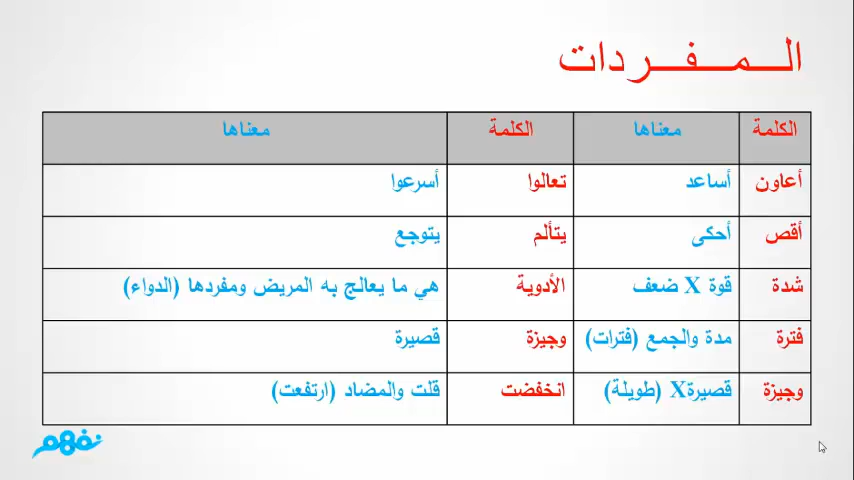 المفردات
الكلمة معناها الكلمة معناها
أعاون أساعد تعالوا أسرعوا
أقص أحكى يتألم يتوجع
شدة قوة X ضعف الأدوية هي ما يعالج به المريض ومفردها (الدواء)
فترة مدة والجمع (فترات) وجيزة قصيرة
وجيزة قصيرةX (طويلة) انخفضت قلت والمضاد (ارتفعت)
نفهم